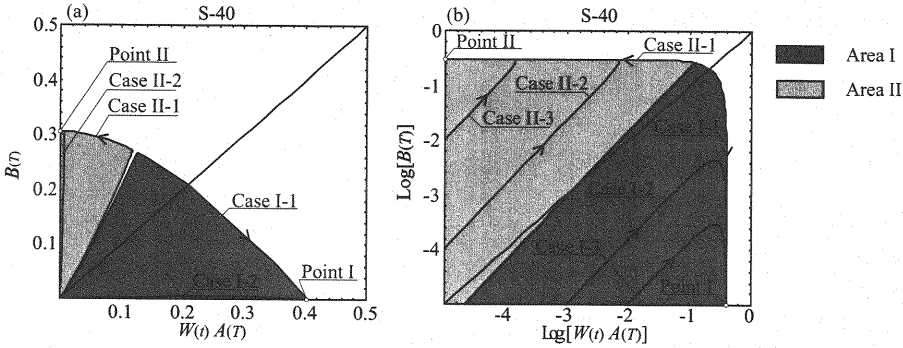 (a) S-40
0.5
0.5
0.3
0.2
0.1
B(T)
Point II
Case II-2
Case II-1
Case I-1
Case I-2
Point I
0.1 0.2 0.3 0.4 0.5
W(t) A(T)
(b) S-40
0
-1
-2
-3
-4
Log[B(T)]
Point II
Case II-1
Case II-2
Case II-3
Case I-1
Case I-2
Case I-3
Point I
-4 -3 -2 -1 0
Log[W(t) A(T)]
Area I
Area II